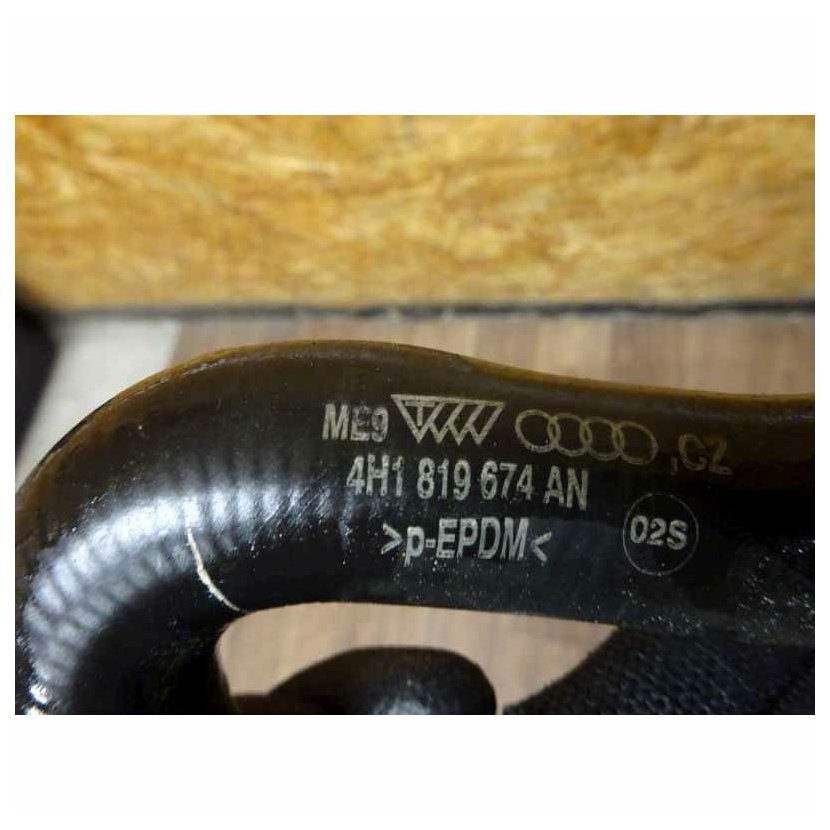 ME9 ,CZ
4H1 819 674 AN
>p-EPDM<
02S